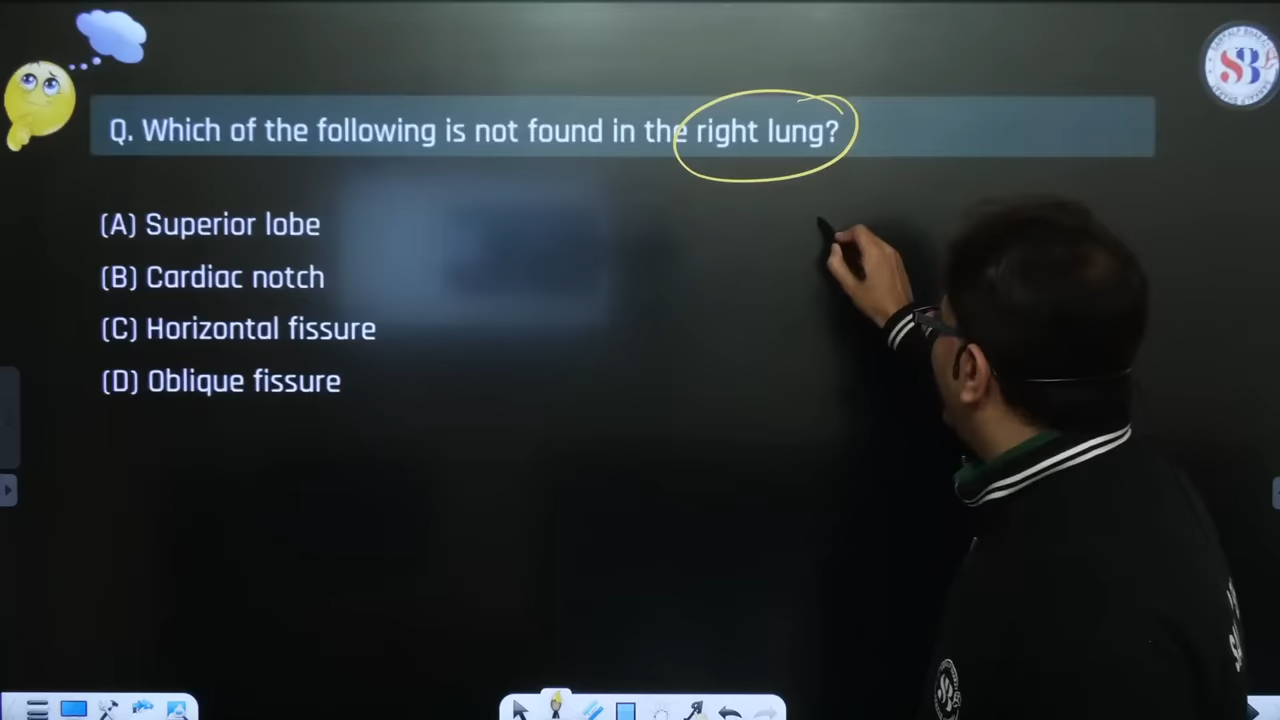 Q. Which of the following is not found in the right lung?
(A) Superior lobe
(B) Cardiac notch
(C) Horizontal fissure
(D) Oblique fissure
SB